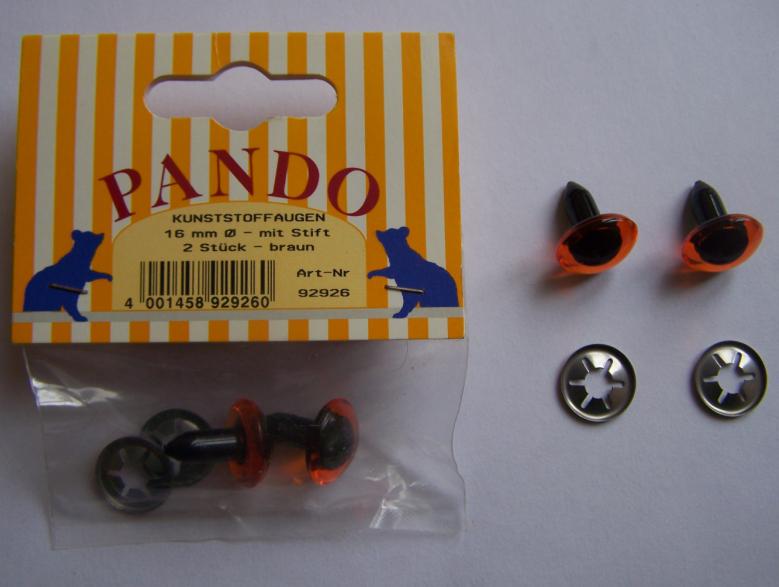 PANDO
KUNSTSTOFFAUGEN
16 mm Ø - mit Stift
2 Stück - braun
Art-Nr
92926
4 001458 929260